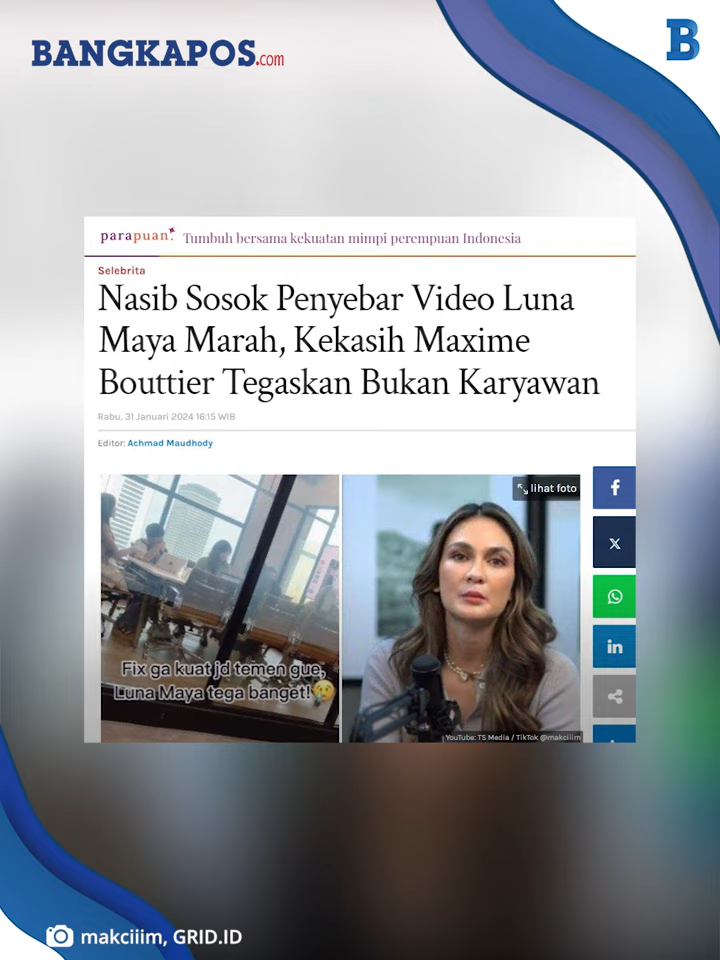 BANGKAPOS.com
B
parapuan. Tumbuh bersama kekuatan mimpi perempuan Indonesia
Selebrita
Nasib Sosok Penyebar Video Luna
Maya Marah, Kekasih Maxime
Bouttier Tegaskan Bukan Karyawan
Rabu, 31 Januari 2024 16:15 WIB
Editor: Achmad Maudhody
lihat foto
Fix ga kuat jd temen gue,
Luna Maya tega banget!😢
YouTube: TS Media / TikTok @makciiim
makciiim, GRID.ID